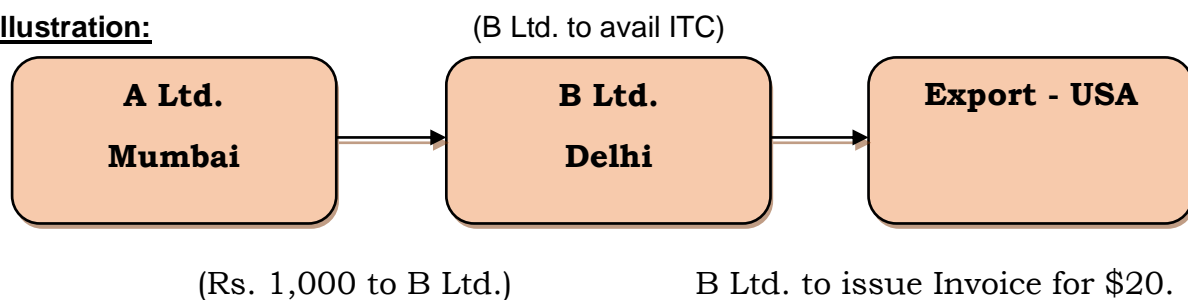 llustration: (B Ltd. to avail ITC)
A Ltd. B Ltd. Export - USA
Mumbai Delhi
(Rs. 1,000 to B Ltd.) B Ltd. to issue Invoice for $20.